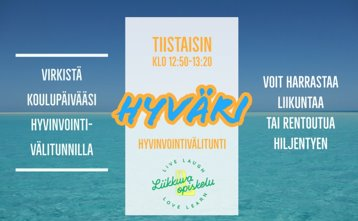 VIRKISTÄ
KOULUPÄIVÄÄSI
HYVINVOINTI-
VÄLITUNNILLA
TIISTAISIN
KLO 12:50-13:20
HYVÄRI
HYVINVOINTIVÄLITUNTI
LIVE LAUGH
Liikkuva
opiskelu
LOVE LEARN
VOIT HARRASTAA
LIIKUNTAA
TAI RENTOUTUA
HILJENTYEN